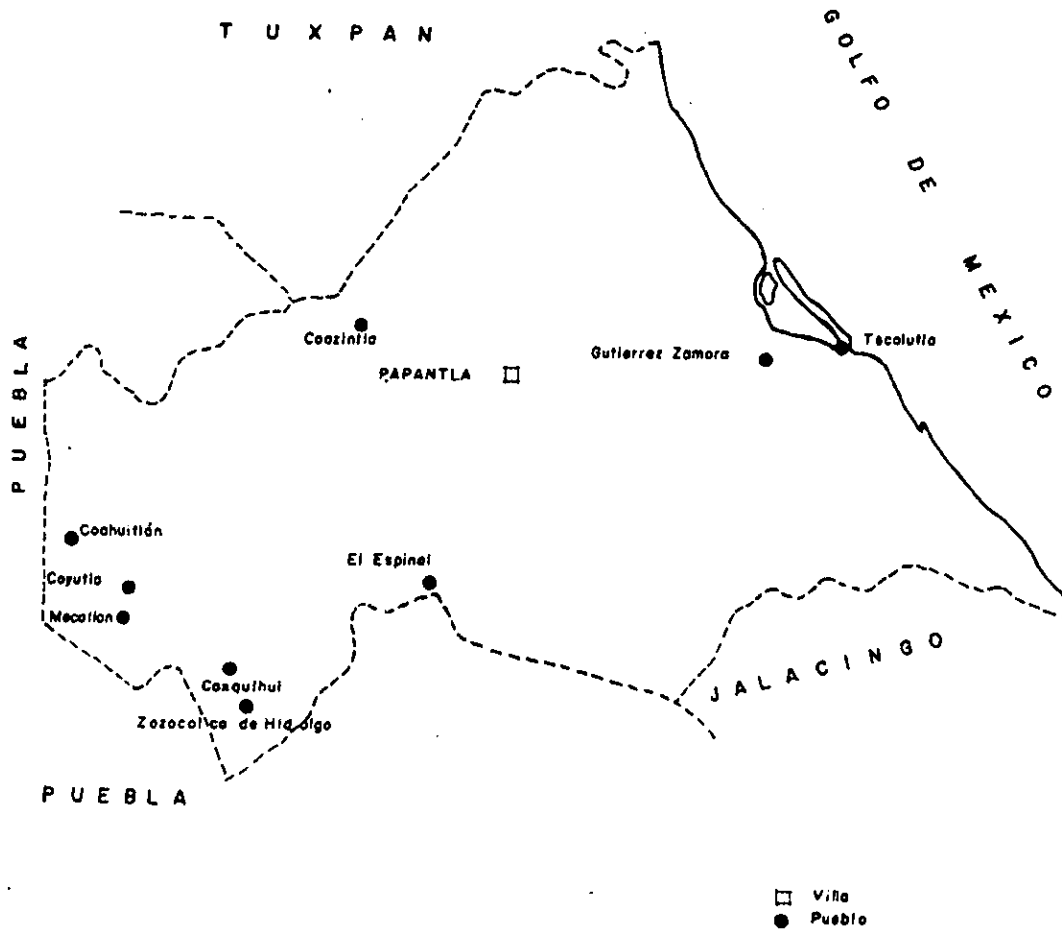 TUXPAN
GOLFO DE MEXICO
Coazintla
Tecolutla
Gutierrez Zamora
PAPANTLA
PUEBLA
Coahuitlán
El Espinal
Coyutla
Mecatlan
JALACINGO
Coxquihui
Zozocolco de Hidalgo
PUEBLA
Villa
Pueblo